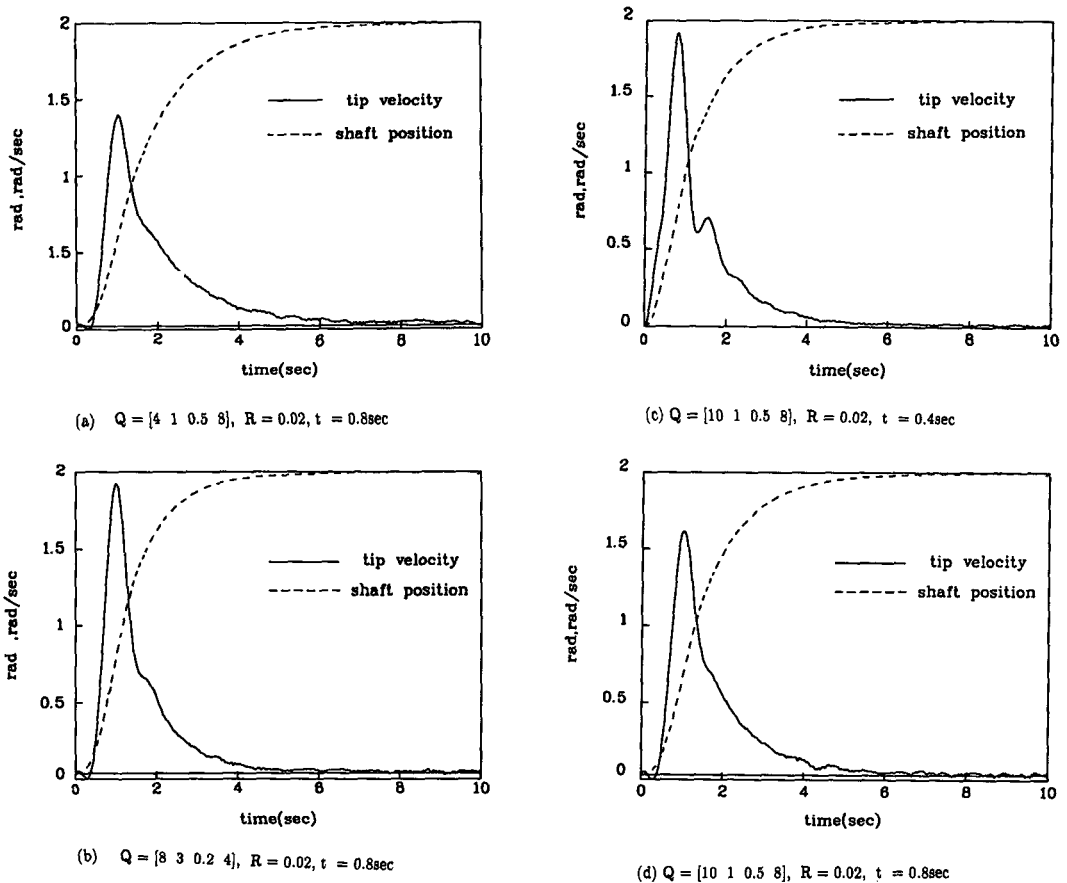 2
1.5
1
1.5
0
rad ,rad/sec
tip velocity
shaft position
0 2 4 6 8 10
time(sec)
(a) Q = [4 1 0.5 8], R = 0.02, t = 0.8sec
2
1.5
1
0.5
0
rad,rad/sec
tip velocity
shaft position
0 2 4 6 8 10
time(sec)
(c) Q = [10 1 0.5 8], R = 0.02, t = 0.4sec
2
1.5
1
0.5
0
rad ,rad/sec
tip velocity
shaft position
0 2 4 6 8 10
time(sec)
(b) Q = [8 3 0.2 4], R = 0.02, t = 0.8sec
2
1.5
1
0.5
0
rad,rad/sec
tip velocity
shaft position
0 2 4 6 8 10
time(sec)
(d) Q = [10 1 0.5 8], R = 0.02, t = 0.8sec